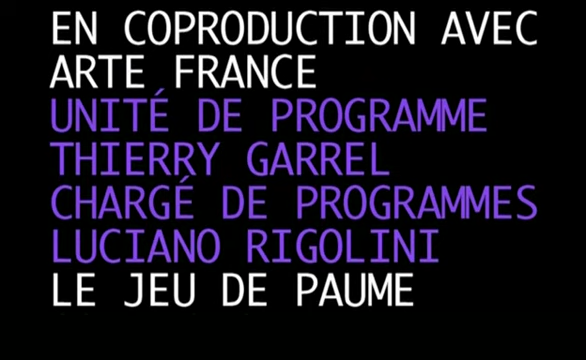 EN COPRODUCTION AVEC
ARTE FRANCE
UNITÉ DE PROGRAMME
THIERRY GARREL
CHARGÉ DE PROGRAMMES
LUCIANO RIGOLINI
LE JEU DE PAUME